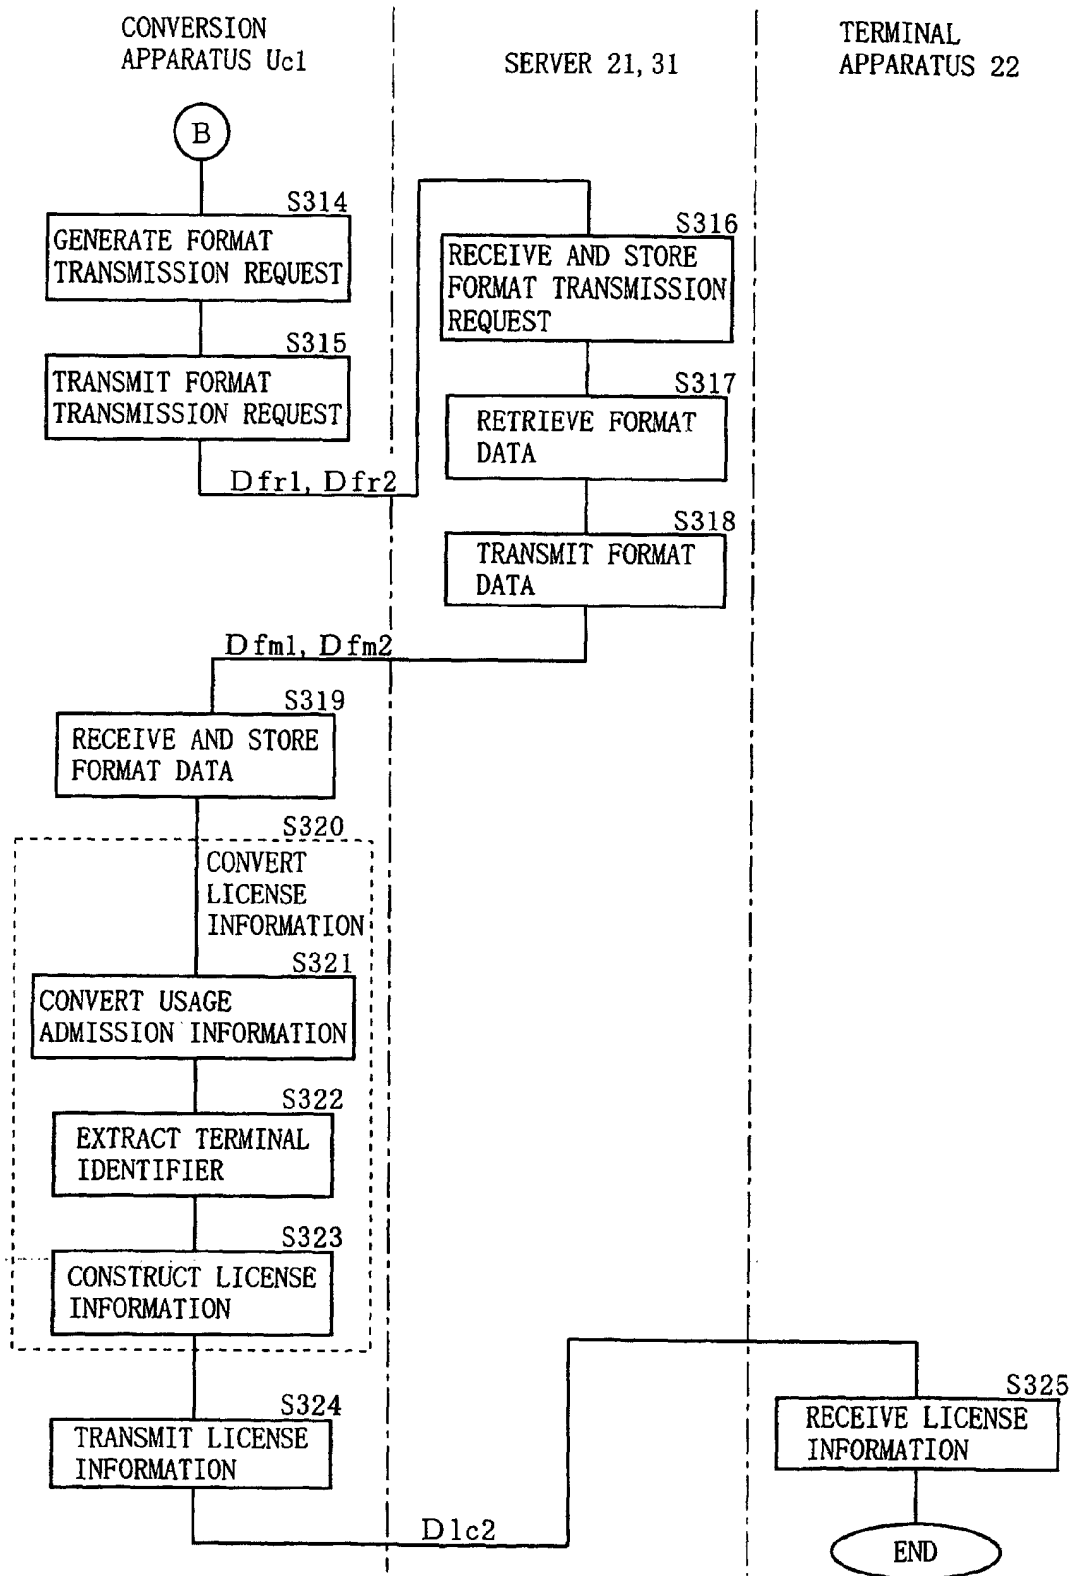 CONVERSION
APPARATUS Uc1
SERVER 21, 31
TERMINAL
APPARATUS 22
B
S314
GENERATE FORMAT
TRANSMISSION REQUEST
S315
TRANSMIT FORMAT
TRANSMISSION REQUEST
Dfr1, Dfr2
S316
RECEIVE AND STORE
FORMAT TRANSMISSION
REQUEST
S317
RETRIEVE FORMAT
DATA
S318
TRANSMIT FORMAT
DATA
Dfm1, Dfm2
S319
RECEIVE AND STORE
FORMAT DATA
S320
CONVERT
LICENSE
INFORMATION
S321
CONVERT USAGE
ADMISSION INFORMATION
S322
EXTRACT TERMINAL
IDENTIFIER
S323
CONSTRUCT LICENSE
INFORMATION
S324
TRANSMIT LICENSE
INFORMATION
Dlc2
S325
RECEIVE LICENSE
INFORMATION
END